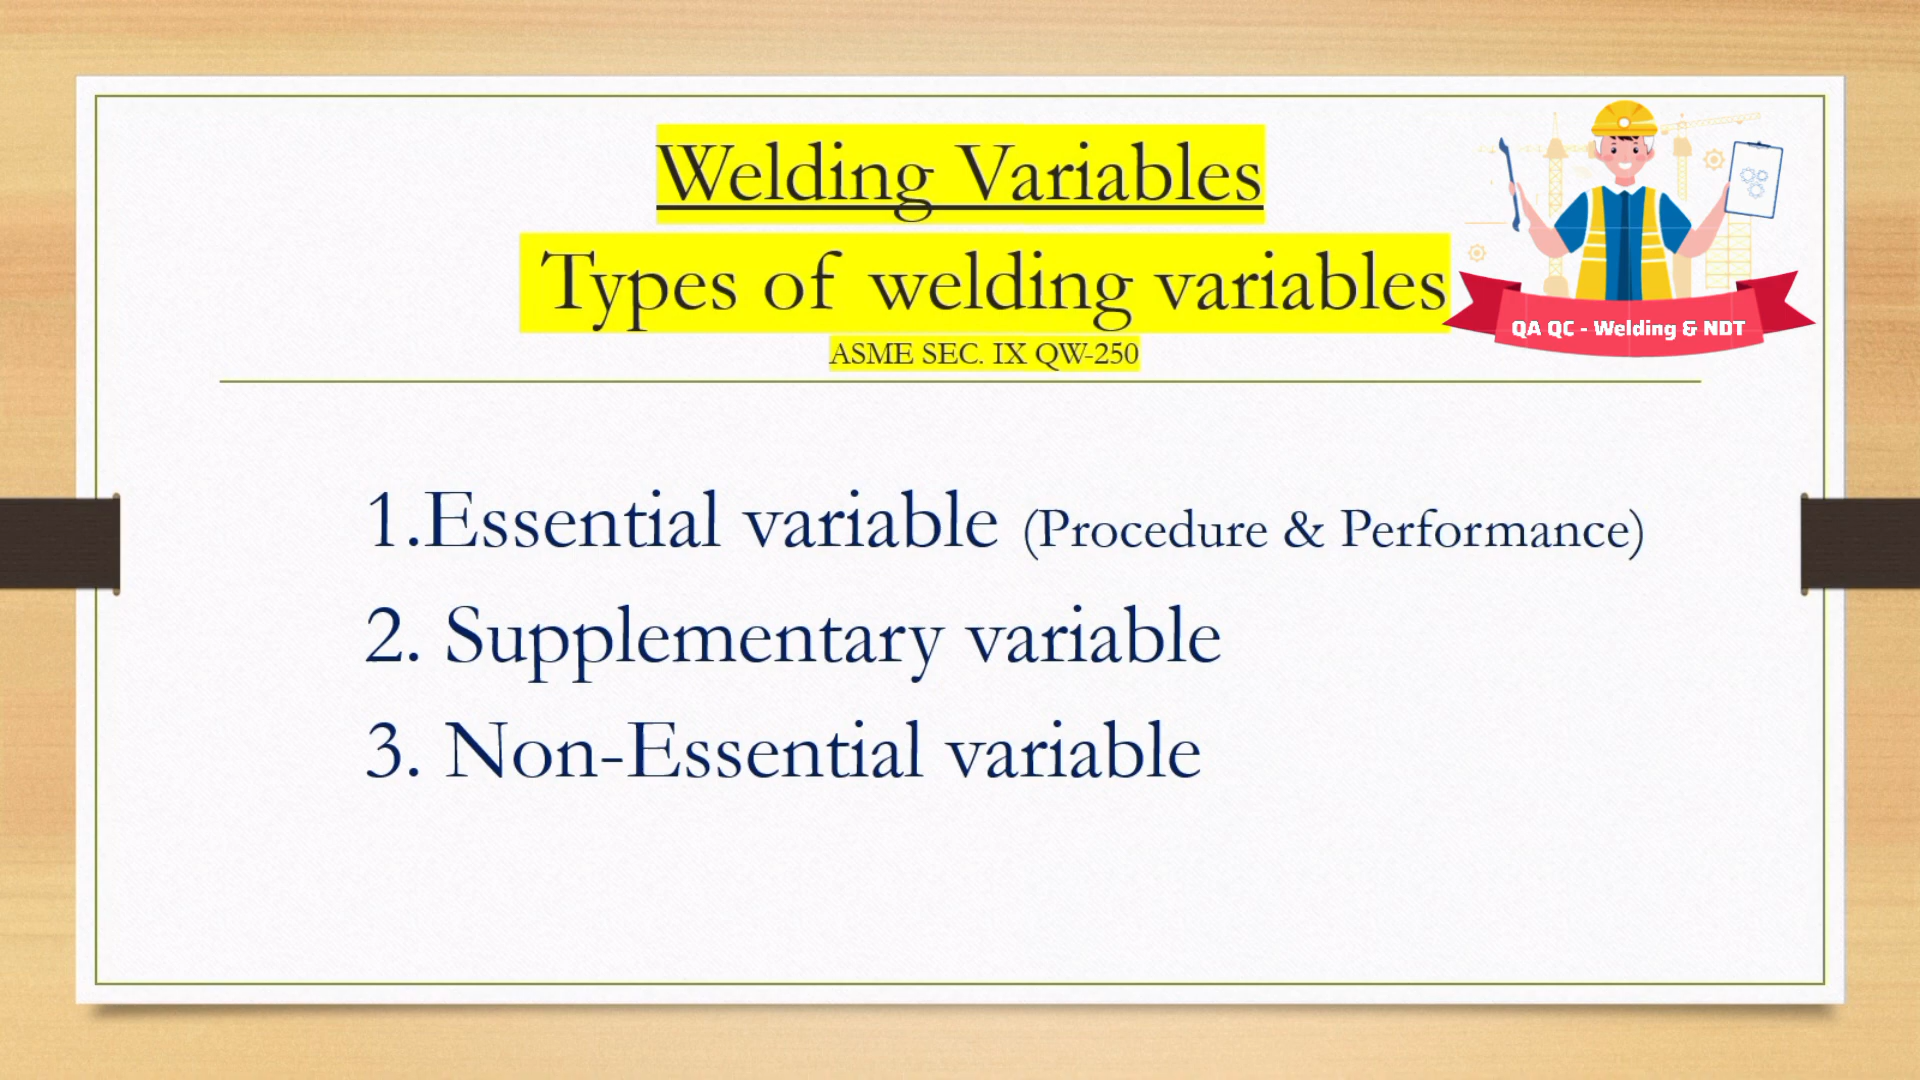 Welding Variables
Types of welding variables
ASME SEC. IX QW-250
QA QC - Welding & NDT
1.Essential variable (Procedure & Performance)
2. Supplementary variable
3. Non-Essential variable